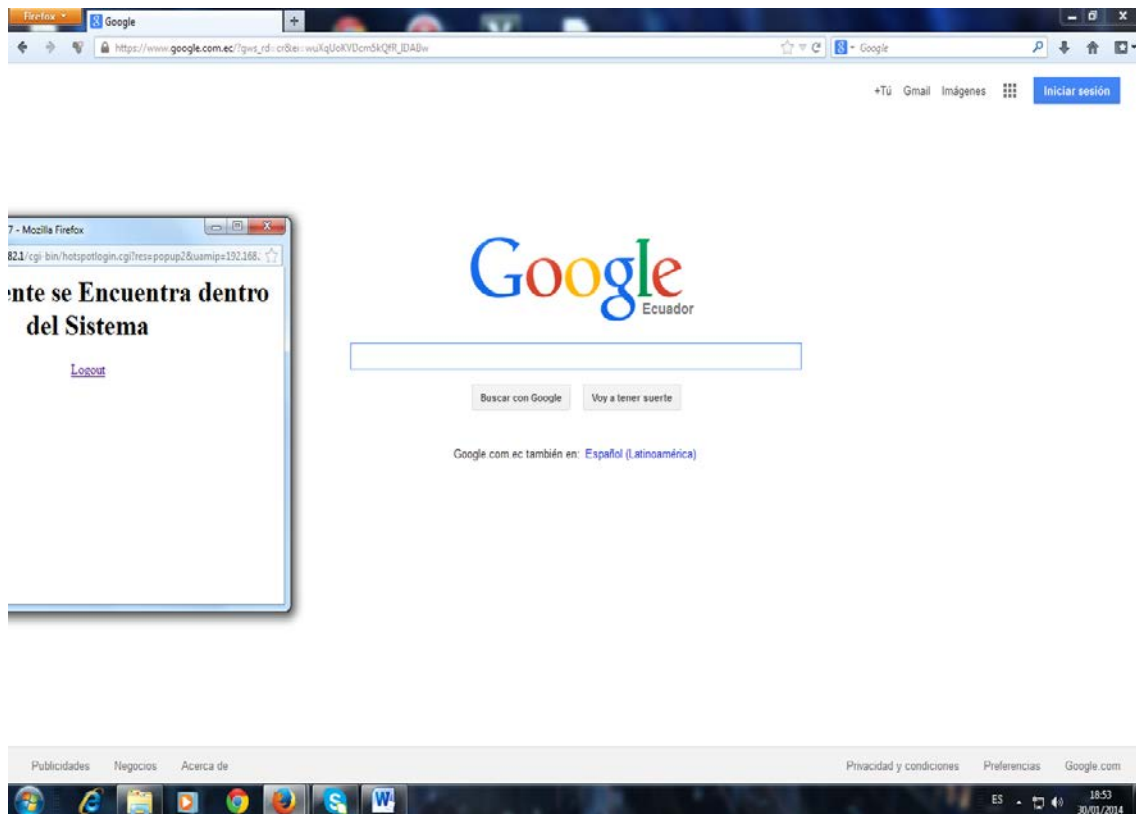 Firefox
Google
https://www.google.com.ec/?gws_rd=cr&ei=wuXqUoKVDcmSkQfR_IDABw
Google
+Tú Gmail Imágenes Iniciar sesión
7 - Mozilla Firefox
82.1/cgi-bin/hotspotlogin.cgi?res=popup2&uamip=192.168.
ente se Encuentra dentro
del Sistema
Logout
Google
Ecuador
Buscar con Google Voy a tener suerte
Google.com.ec también en: Español (Latinoamérica)
Publicidades Negocios Acerca de Privacidad y condiciones Preferencias Google.com
ES 18:53
30/01/2014